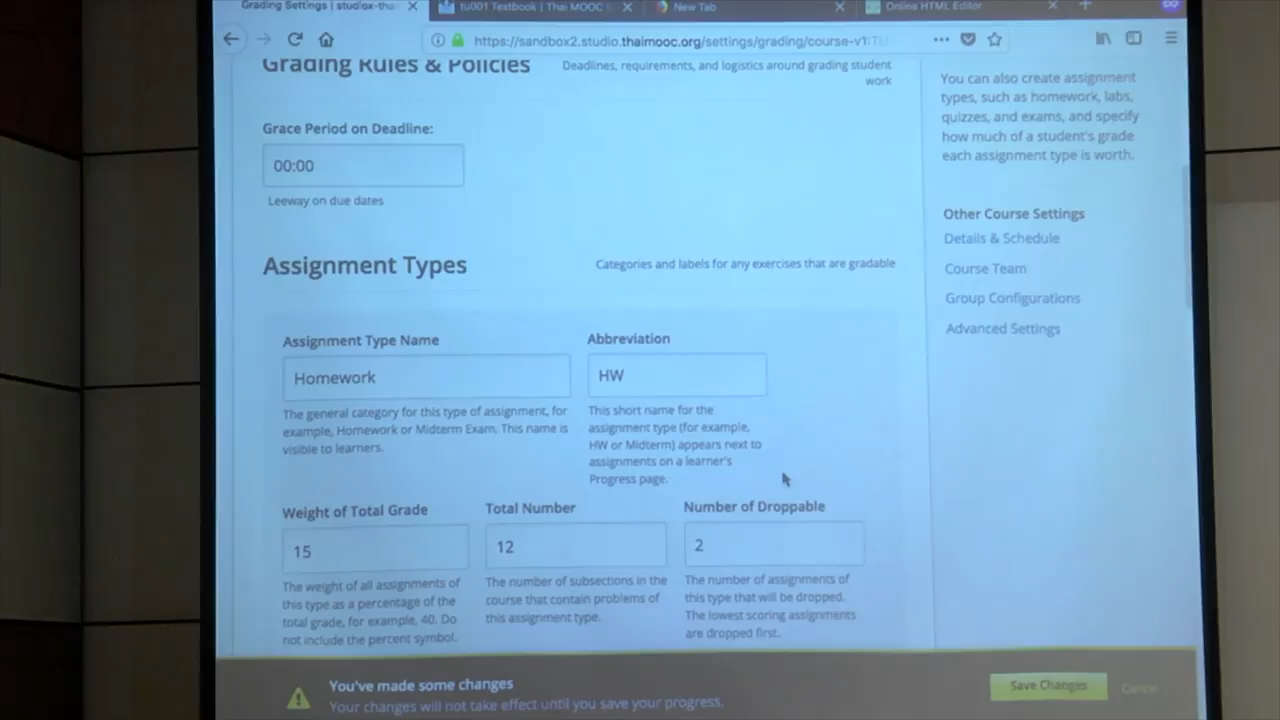 Grading Settings | studiox-tha
tu001 Textbook | Thai MOOC S
New Tab
Online HTML Editor
https://sandbox2.studio.thaimooc.org/settings/grading/course-v1:TU
Grading Rules & Policies
Deadlines, requirements, and logistics around grading student
work
Grace Period on Deadline:
00:00
Leeway on due dates
Assignment Types
Categories and labels for any exercises that are gradable
Assignment Type Name
Homework
The general category for this type of assignment, for
example, Homework or Midterm Exam. This name is
visible to learners.
Abbreviation
HW
This short name for the
assignment type (for example,
HW or Midterm) appears next to
assignments on a learner's
Progress page.
Weight of Total Grade
15
The weight of all assignments of
this type as a percentage of the
total grade, for example, 40. Do
not include the percent symbol.
Total Number
12
The number of subsections in the
course that contain problems of
this assignment type.
Number of Droppable
2
The number of assignments of
this type that will be dropped.
The lowest scoring assignments
are dropped first.
You can also create assignment
types, such as homework, labs,
quizzes, and exams, and specify
how much of a student's grade
each assignment type is worth.
Other Course Settings
Details & Schedule
Course Team
Group Configurations
Advanced Settings
You've made some changes
Your changes will not take effect until you save your progress.
Save Changes
Cancel